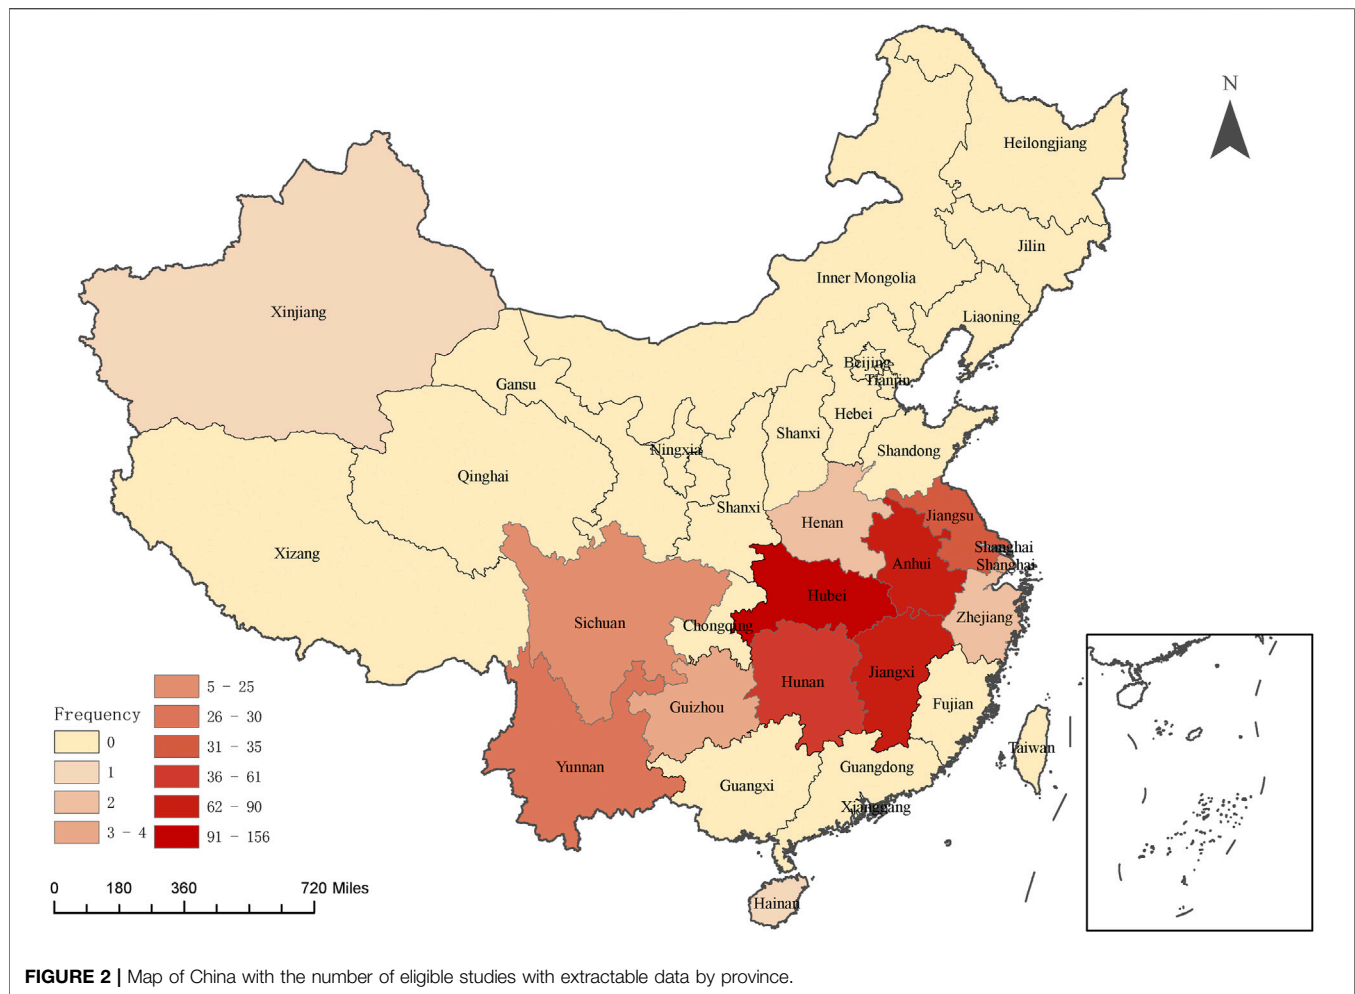 N
Heilongjiang
Jilin
Inner Mongolia
Xinjiang
Liaoning
Beijing
Tianjin
Gansu
Hebei
Shanxi
Shandong
Ningxia
Qinghai
Shanxi
Henan
Jiangsu
Shanghai
Shanghai
Xizang
Anhui
Hubei
Zhejiang
Sichuan
Chongqing
Jiangxi
Hunan
Guizhou
Fujian
Taiwan
Yunnan
Guangdong
Guangxi
Xianggang
Hainan
Frequency
0
1
2
3 - 4
5 - 25
26 - 30
31 - 35
36 - 61
62 - 90
91 - 156
0 180 360 720 Miles
FIGURE 2 | Map of China with the number of eligible studies with extractable data by province.